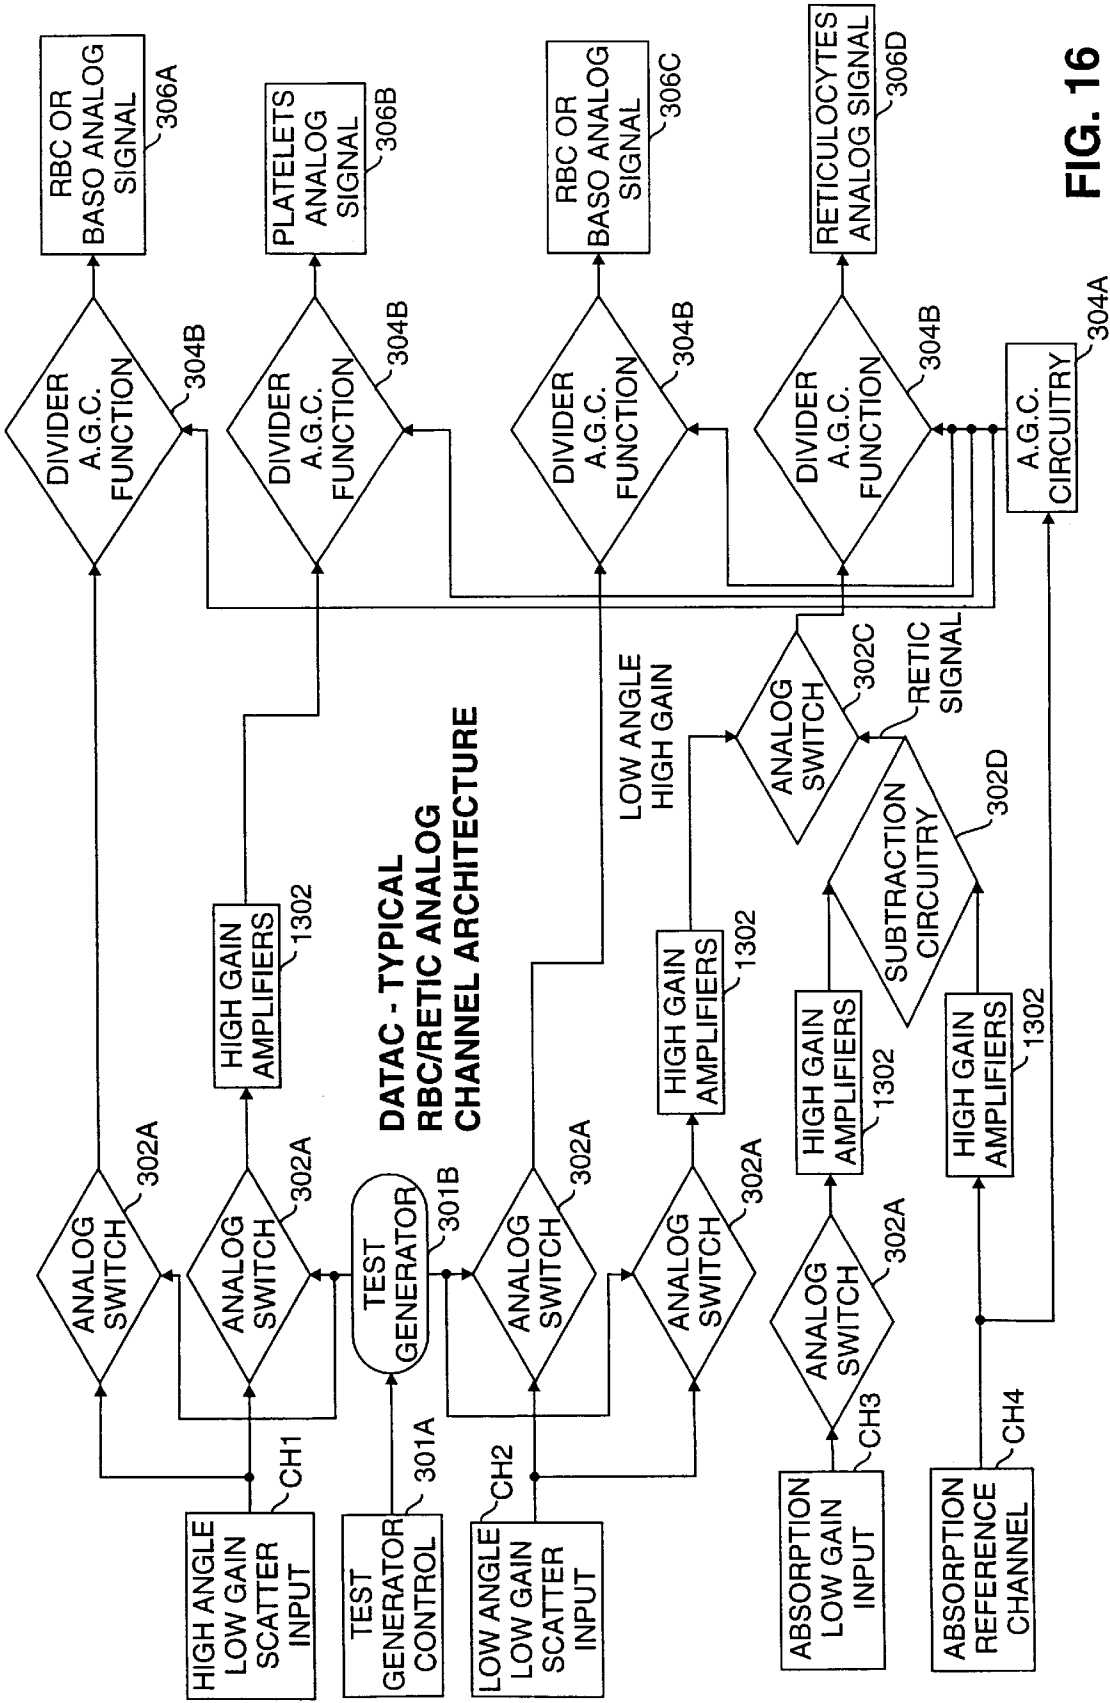 HIGH ANGLE
LOW GAIN
SCATTER
INPUT
CH1
TEST
GENERATOR
CONTROL
301A
LOW ANGLE
LOW GAIN
SCATTER
INPUT
CH2
ABSORPTION
LOW GAIN
INPUT
CH3
ABSORPTION
REFERENCE
CHANNEL
CH4
ANALOG
SWITCH
302A
ANALOG
SWITCH
302A
TEST
GENERATOR
301B
ANALOG
SWITCH
302A
ANALOG
SWITCH
302A
ANALOG
SWITCH
302A
HIGH GAIN
AMPLIFIERS
1302
DATAC - TYPICAL
RBC/RETIC ANALOG
CHANNEL ARCHITECTURE
HIGH GAIN
AMPLIFIERS
1302
HIGH GAIN
AMPLIFIERS
1302
HIGH GAIN
AMPLIFIERS
1302
LOW ANGLE
HIGH GAIN
ANALOG
SWITCH
302C
SUBTRACTION
CIRCUITRY
302D
RETIC
SIGNAL
DIVIDER
A.G.C.
FUNCTION
304B
DIVIDER
A.G.C.
FUNCTION
304B
DIVIDER
A.G.C.
FUNCTION
304B
DIVIDER
A.G.C.
FUNCTION
304B
A.G.C.
CIRCUITRY
304A
RBC OR
BASO ANALOG
SIGNAL
306A
PLATELETS
ANALOG
SIGNAL
306B
RBC OR
BASO ANALOG
SIGNAL
306C
RETICULOCYTES
ANALOG SIGNAL
306D
FIG. 16